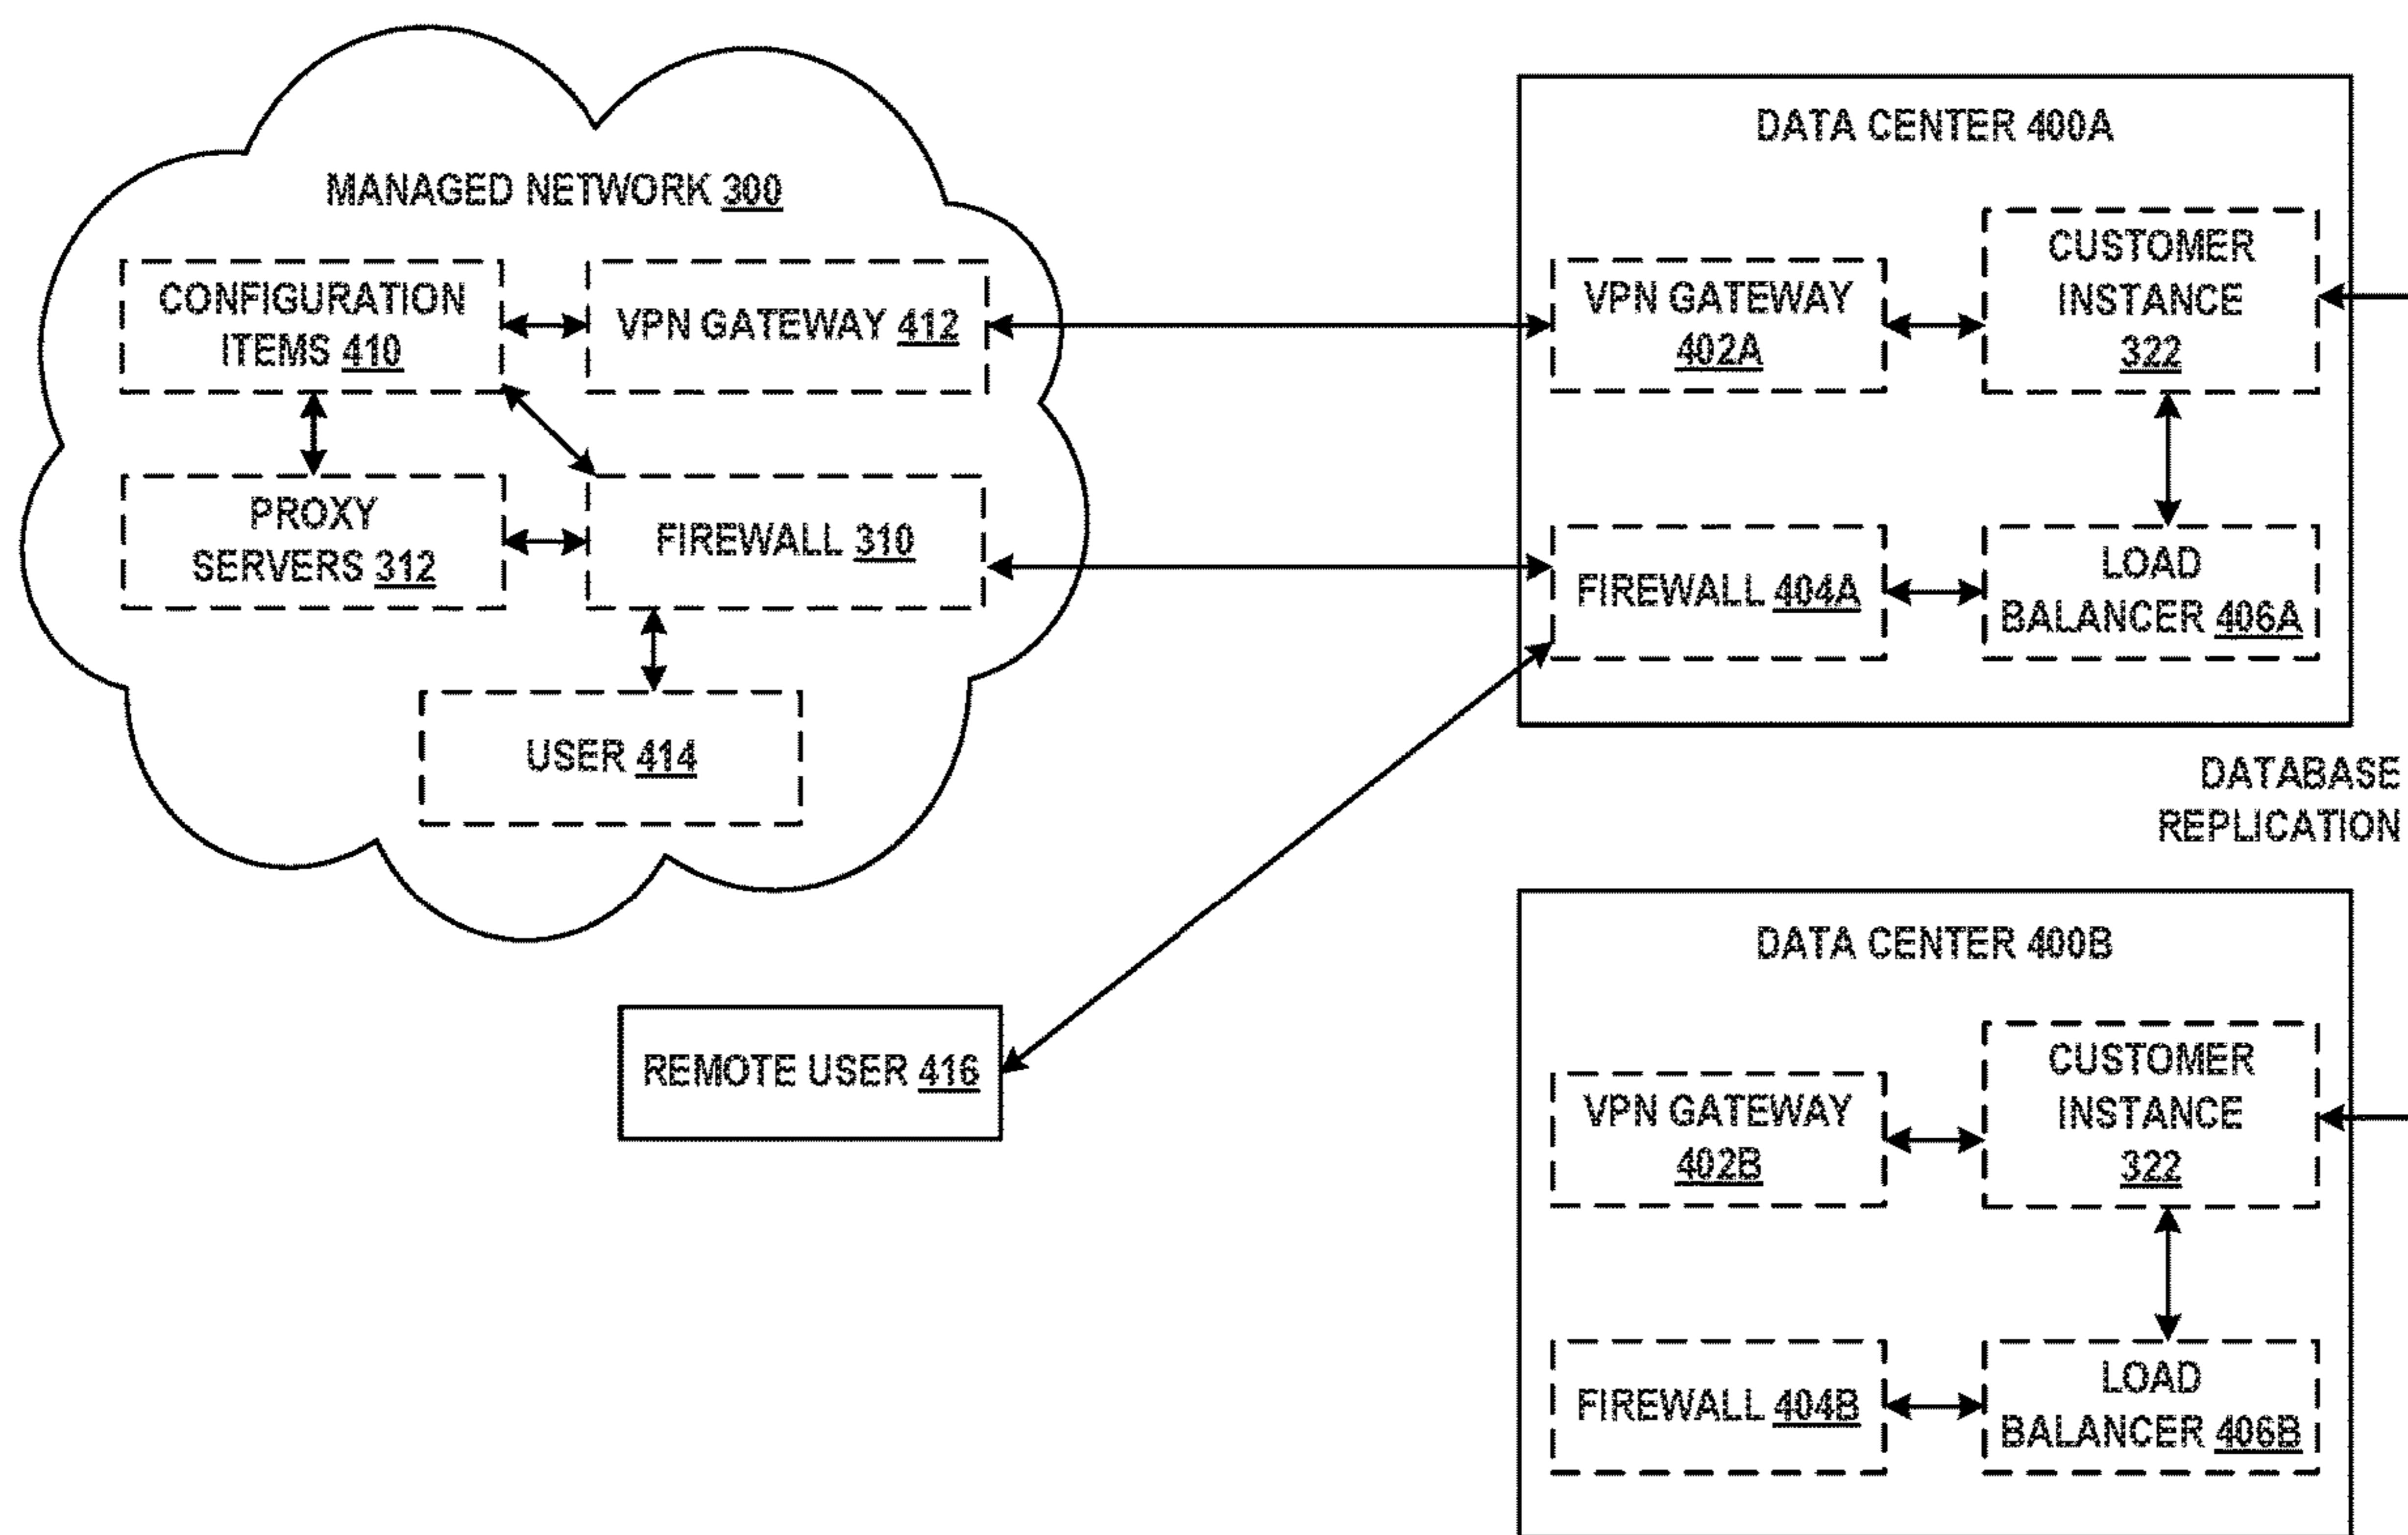 MANAGED NETWORK 300
CONFIGURATION
ITEMS 410
VPN GATEWAY 412
PROXY
SERVERS 312
FIREWALL 310
USER 414
REMOTE USER 416
DATA CENTER 400A
VPN GATEWAY
402A
CUSTOMER
INSTANCE
322
FIREWALL 404A
LOAD
BALANCER 406A
DATABASE
REPLICATION
DATA CENTER 400B
VPN GATEWAY
402B
CUSTOMER
INSTANCE
322
FIREWALL 404B
LOAD
BALANCER 406B